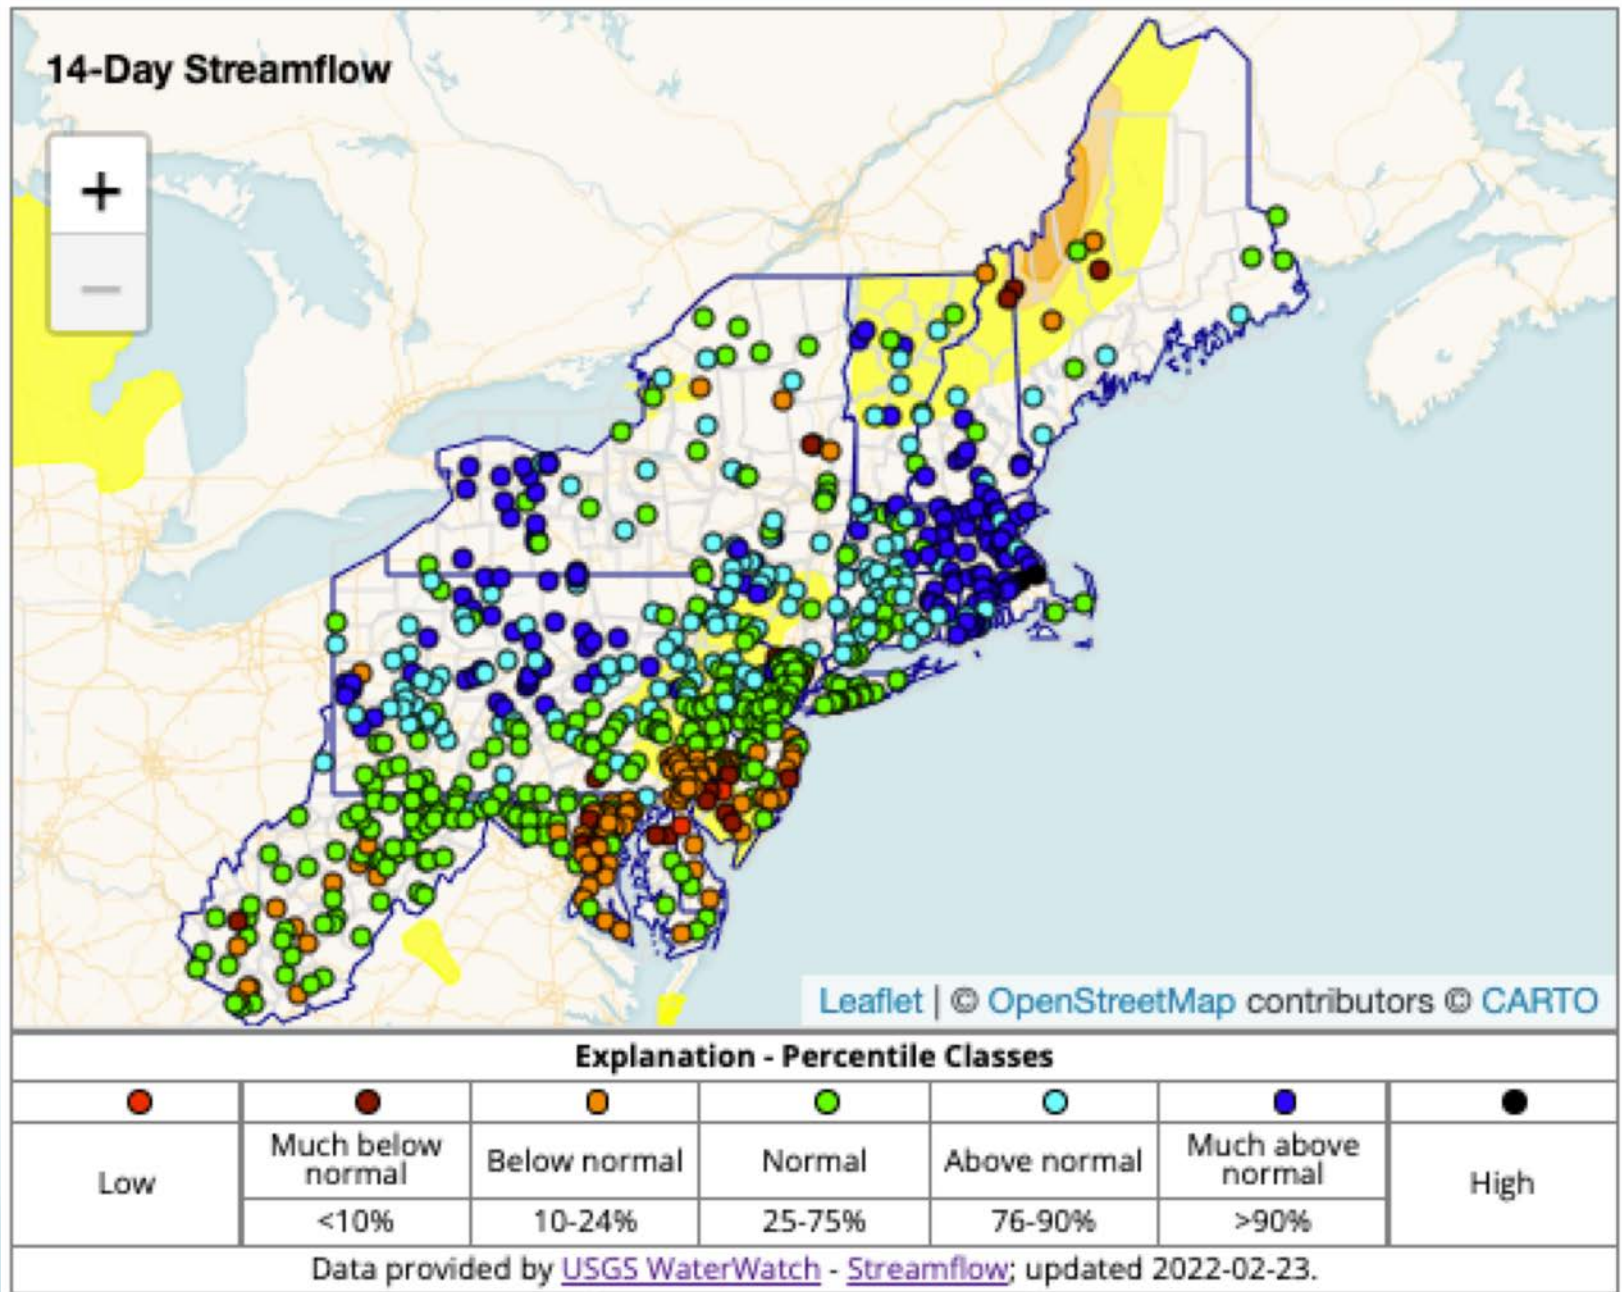 14-Day Streamflow
+
−
Leaflet | © OpenStreetMap contributors © CARTO
Explanation - Percentile Classes
Low
Much below normal
Below normal
Normal
Above normal
Much above normal
High
<10%
10-24%
25-75%
76-90%
>90%
Data provided by USGS WaterWatch - Streamflow; updated 2022-02-23.